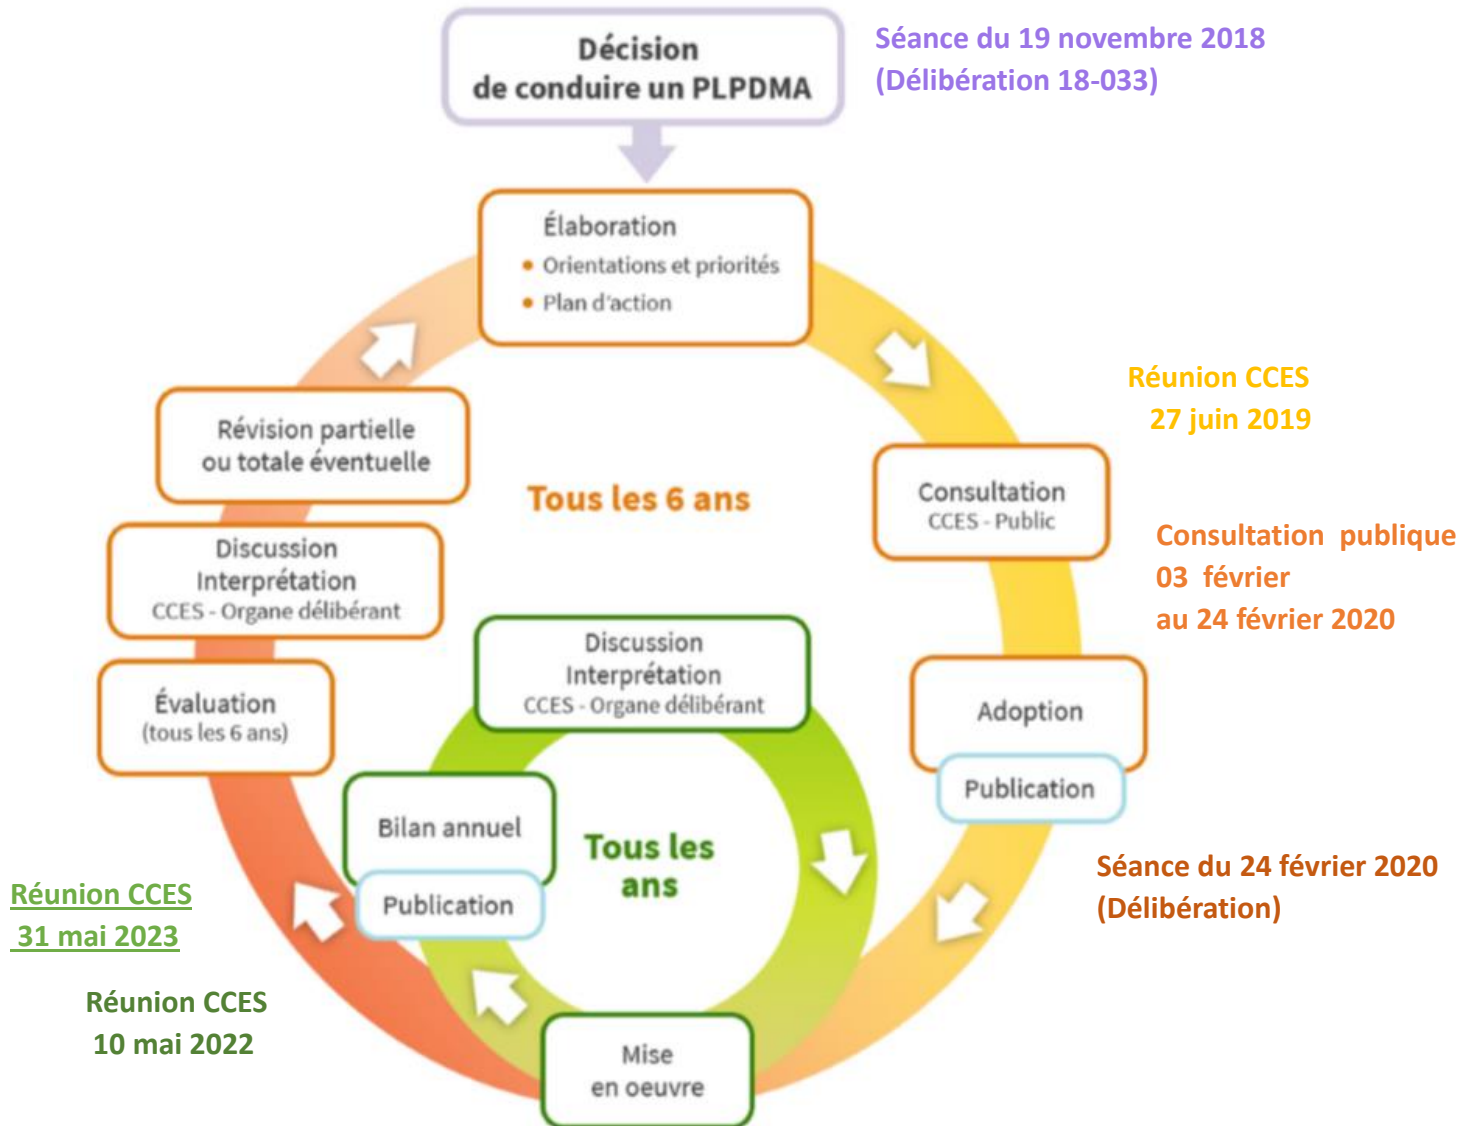 Décision
de conduire un PLPDMA
Séance du 19 novembre 2018
(Délibération 18-033)
Élaboration
• Orientations et priorités
• Plan d'action
Réunion CCES
27 juin 2019
Révision partielle
ou totale éventuelle
Tous les 6 ans
Consultation
CCES - Public
Consultation publique
03 février
au 24 février 2020
Discussion
Interprétation
CCES - Organe délibérant
Discussion
Interprétation
CCES - Organe délibérant
Évaluation
(tous les 6 ans)
Adoption
Publication
Bilan annuel
Publication
Tous les
ans
Séance du 24 février 2020
(Délibération)
Réunion CCES
31 mai 2023
Réunion CCES
10 mai 2022
Mise
en oeuvre